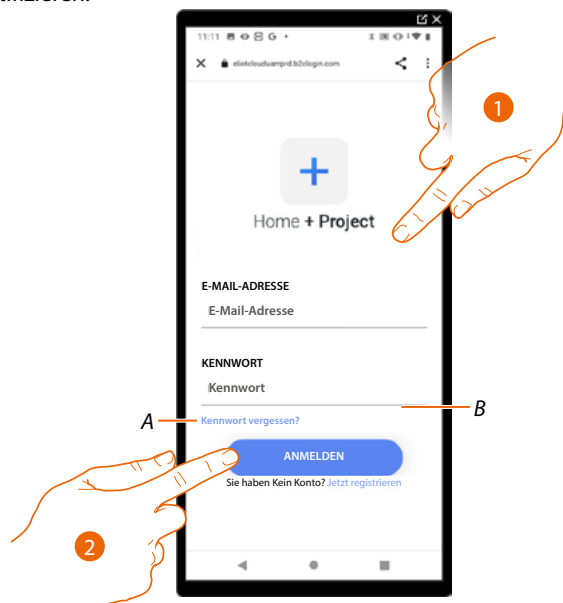 11:11
eliotclouduamprd.b2clogin.com
1
Home + Project
E-MAIL-ADRESSE
E-Mail-Adresse
KENNWORT
Kennwort
A
B
Kennwort vergessen?
ANMELDEN
Sie haben Kein Konto? Jetzt registrieren
2